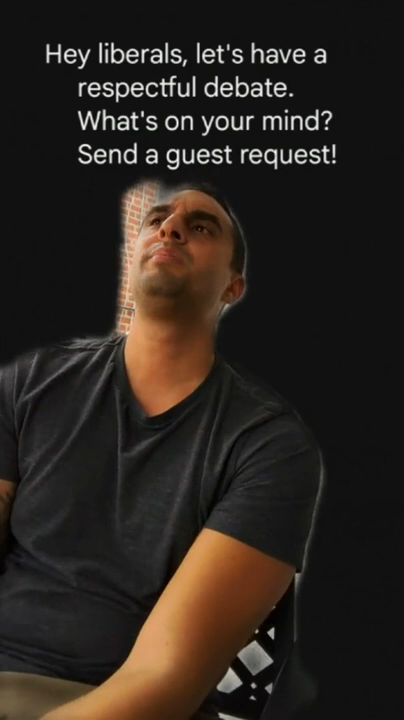 Hey liberals, let's have a
respectful debate.
What's on your mind?
Send a guest request!